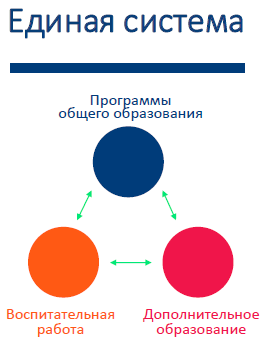 Единая система
Программы
общего образования
Воспитательная
работа
Дополнительное
образование